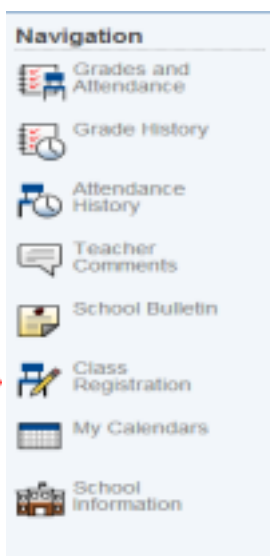 Navigation
Grades and
Attendance
Grade History
Attendance
History
Teacher
Comments
School Bulletin
Class
Registration
My Calendars
School
Information